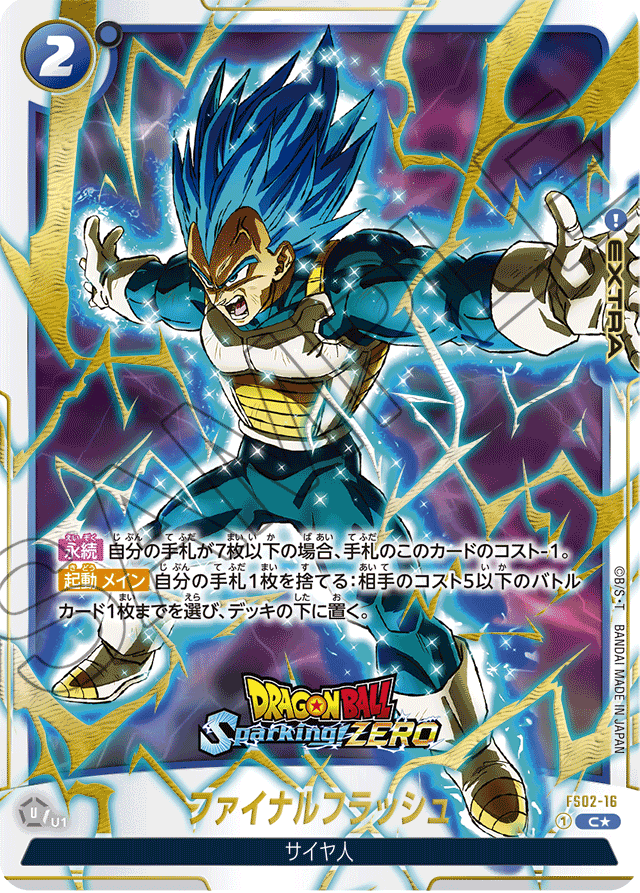 2
EXTRA
SAMPLE
永続 自分の手札が7枚以下の場合、手札のこのカードのコスト-1。
起動 メイン 自分の手札1枚を捨てる:相手のコスト5以下のバトル
カード1枚までを選び、デッキの下に置く。
©B/S・T BANDAI MADE IN JAPAN
DRAGON BALL
Sparking! ZERO
ファイナルフラッシュ
FS02-16
U/U1
1 C★
サイヤ人